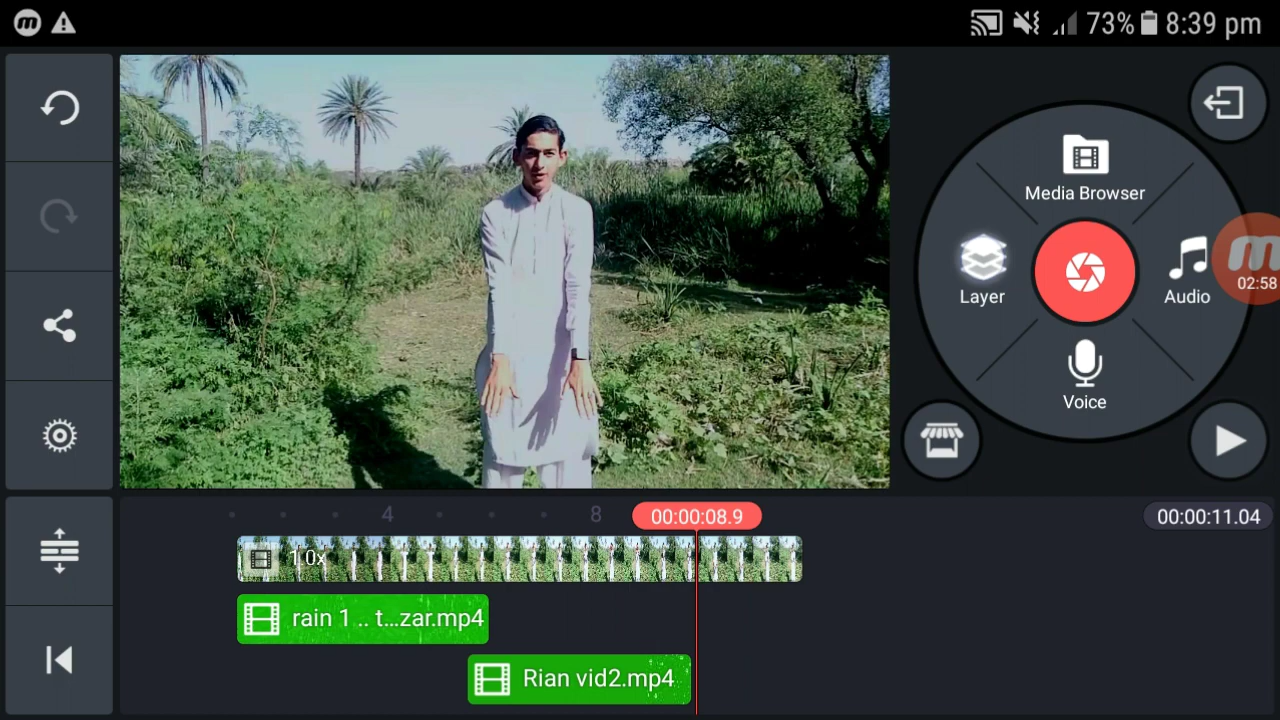 73% 8:39 pm
Media Browser
Layer
Audio
m
02:58
Voice
4 8 00:00:08.9 00:00:11.04
1.0x
rain 1 .. t...zar.mp4
Rian vid2.mp4